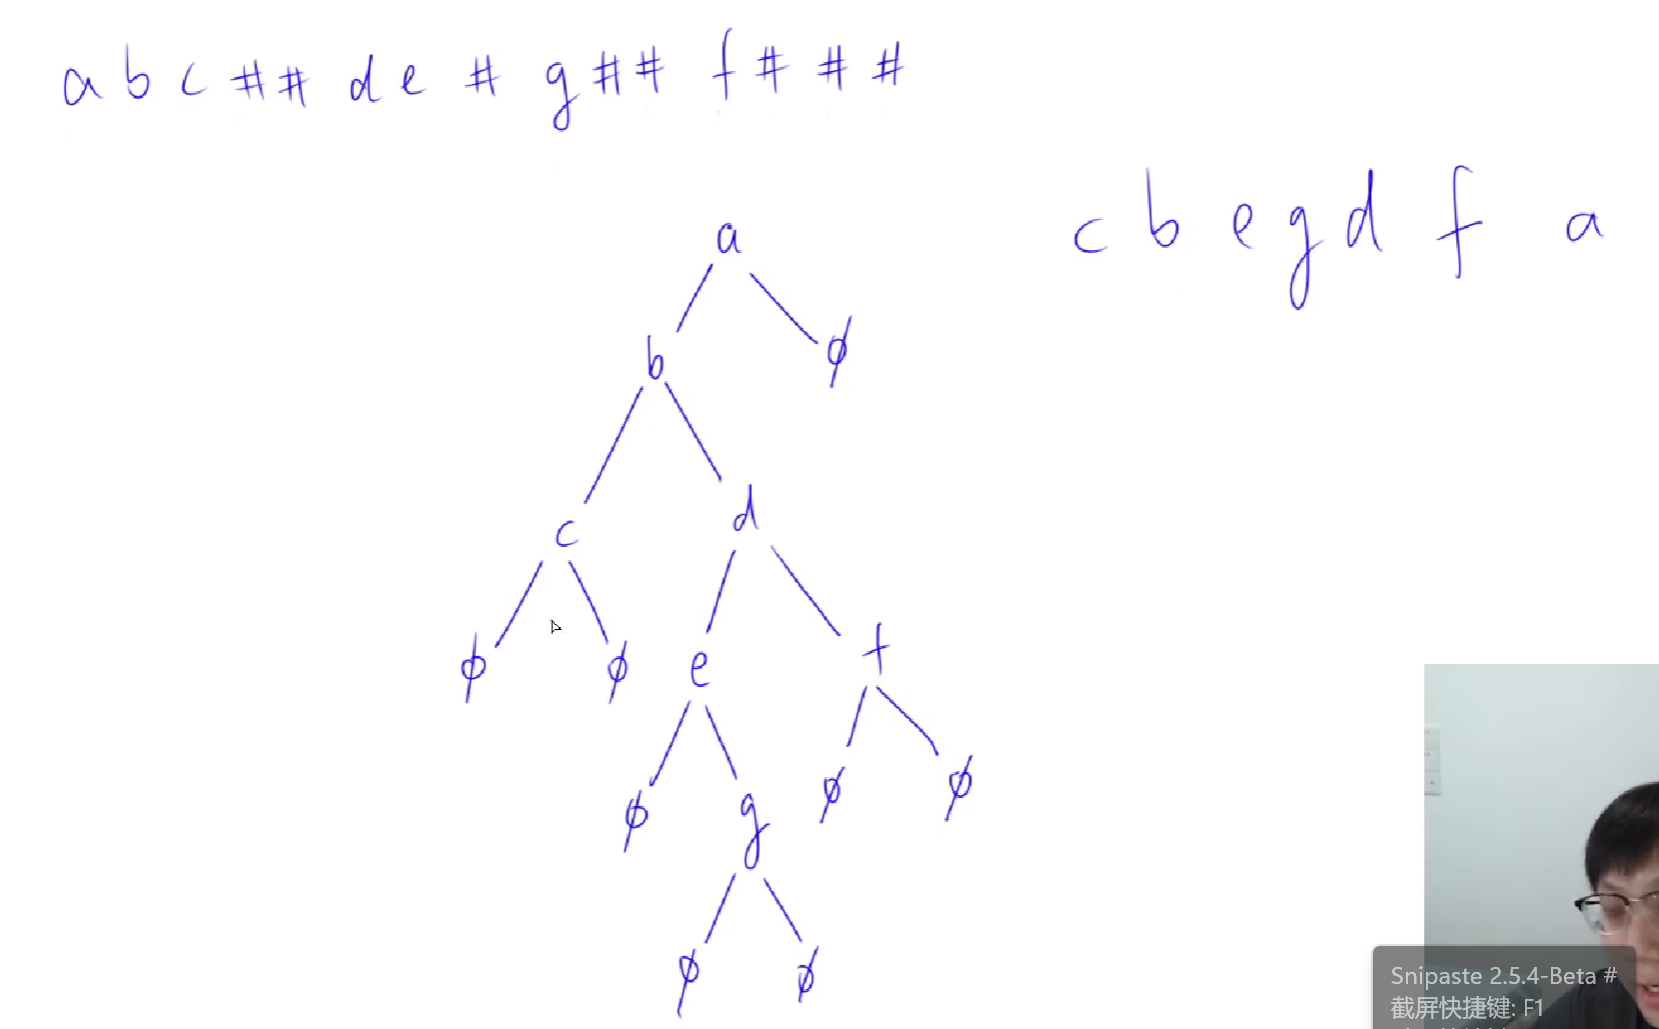 a b c # # d e # g # # f # # #
c b e g d f a
a
b ϕ
c d
ϕ ϕ e f
ϕ g ϕ ϕ
ϕ ϕ
Snipaste 2.5.4-Beta #
截屏快捷键: F1